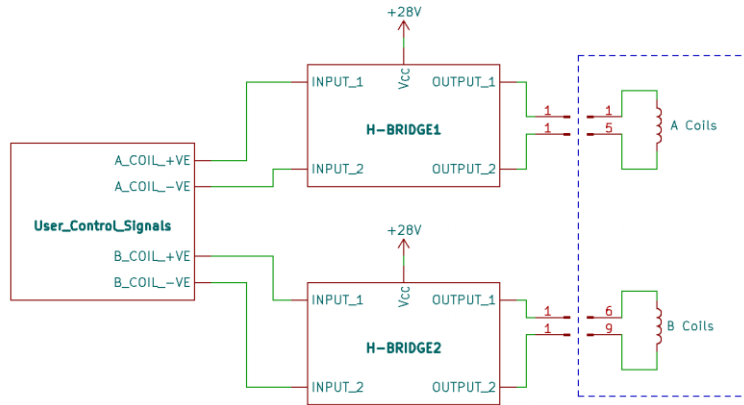 +28V
INPUT_1
Vcc
OUTPUT_1
H-BRIDGE1
INPUT_2
OUTPUT_2
1
1
1
5
A Coils
A_COIL_+VE
A_COIL_-VE
User_Control_Signals
B_COIL_+VE
B_COIL_-VE
+28V
INPUT_1
Vcc
OUTPUT_1
H-BRIDGE2
INPUT_2
OUTPUT_2
1
6
1
9
B Coils